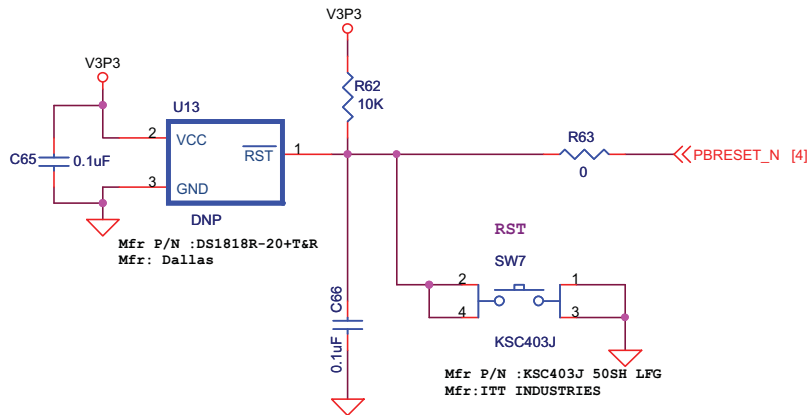 V3P3
V3P3
R62
10K
U13
C65
0.1uF
2
VCC
RST
1
3
GND
DNP
Mfr P/N :DS1818R-20+T&R
Mfr: Dallas
R63
0
PBRESET_N [4]
RST
SW7
2
1
4
3
KSC403J
Mfr P/N :KSC403J 50SH LFG
Mfr:ITT INDUSTRIES
C66
0.1uF